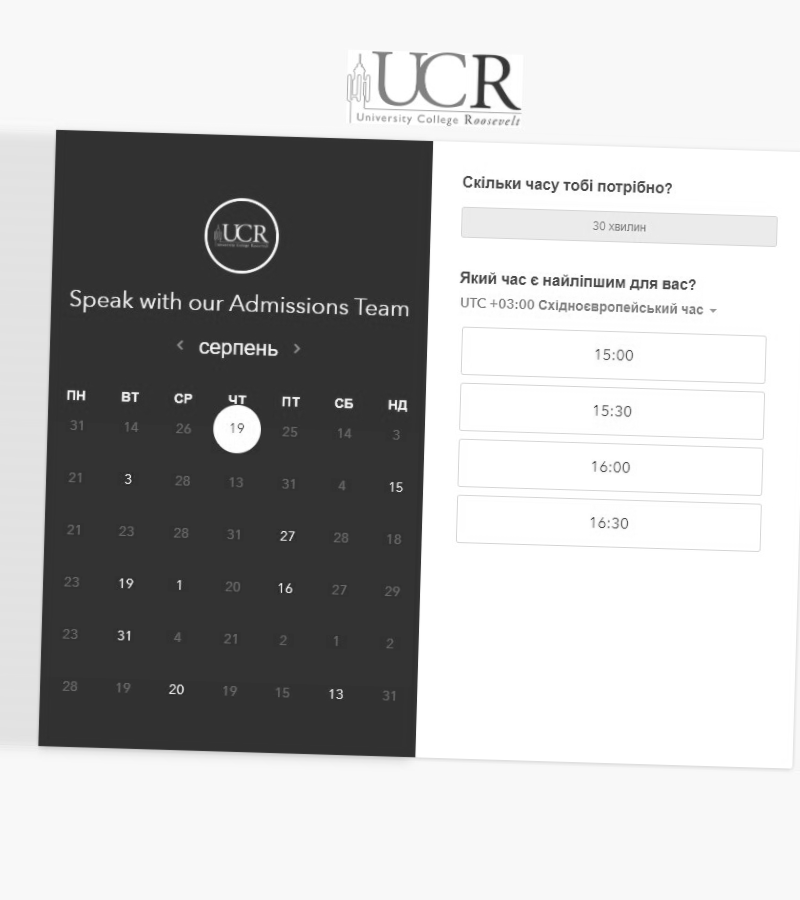 UCR
University College Roosevelt
UCR
Speak with our Admissions Team
серпень
ПН ВТ СР ЧТ ПТ СБ НД
31 14 26 19 25 14 3
21 3 28 13 31 4 15
21 23 28 31 27 28 18
23 19 1 20 16 27 29
23 31 4 21 2 1 2
28 19 20 19 15 13 31
Скільки часу тобі потрібно?
30 хвилин
Який час є найліпшим для вас?
UTC +03:00 Східноєвропейський час
15:00
15:30
16:00
16:30